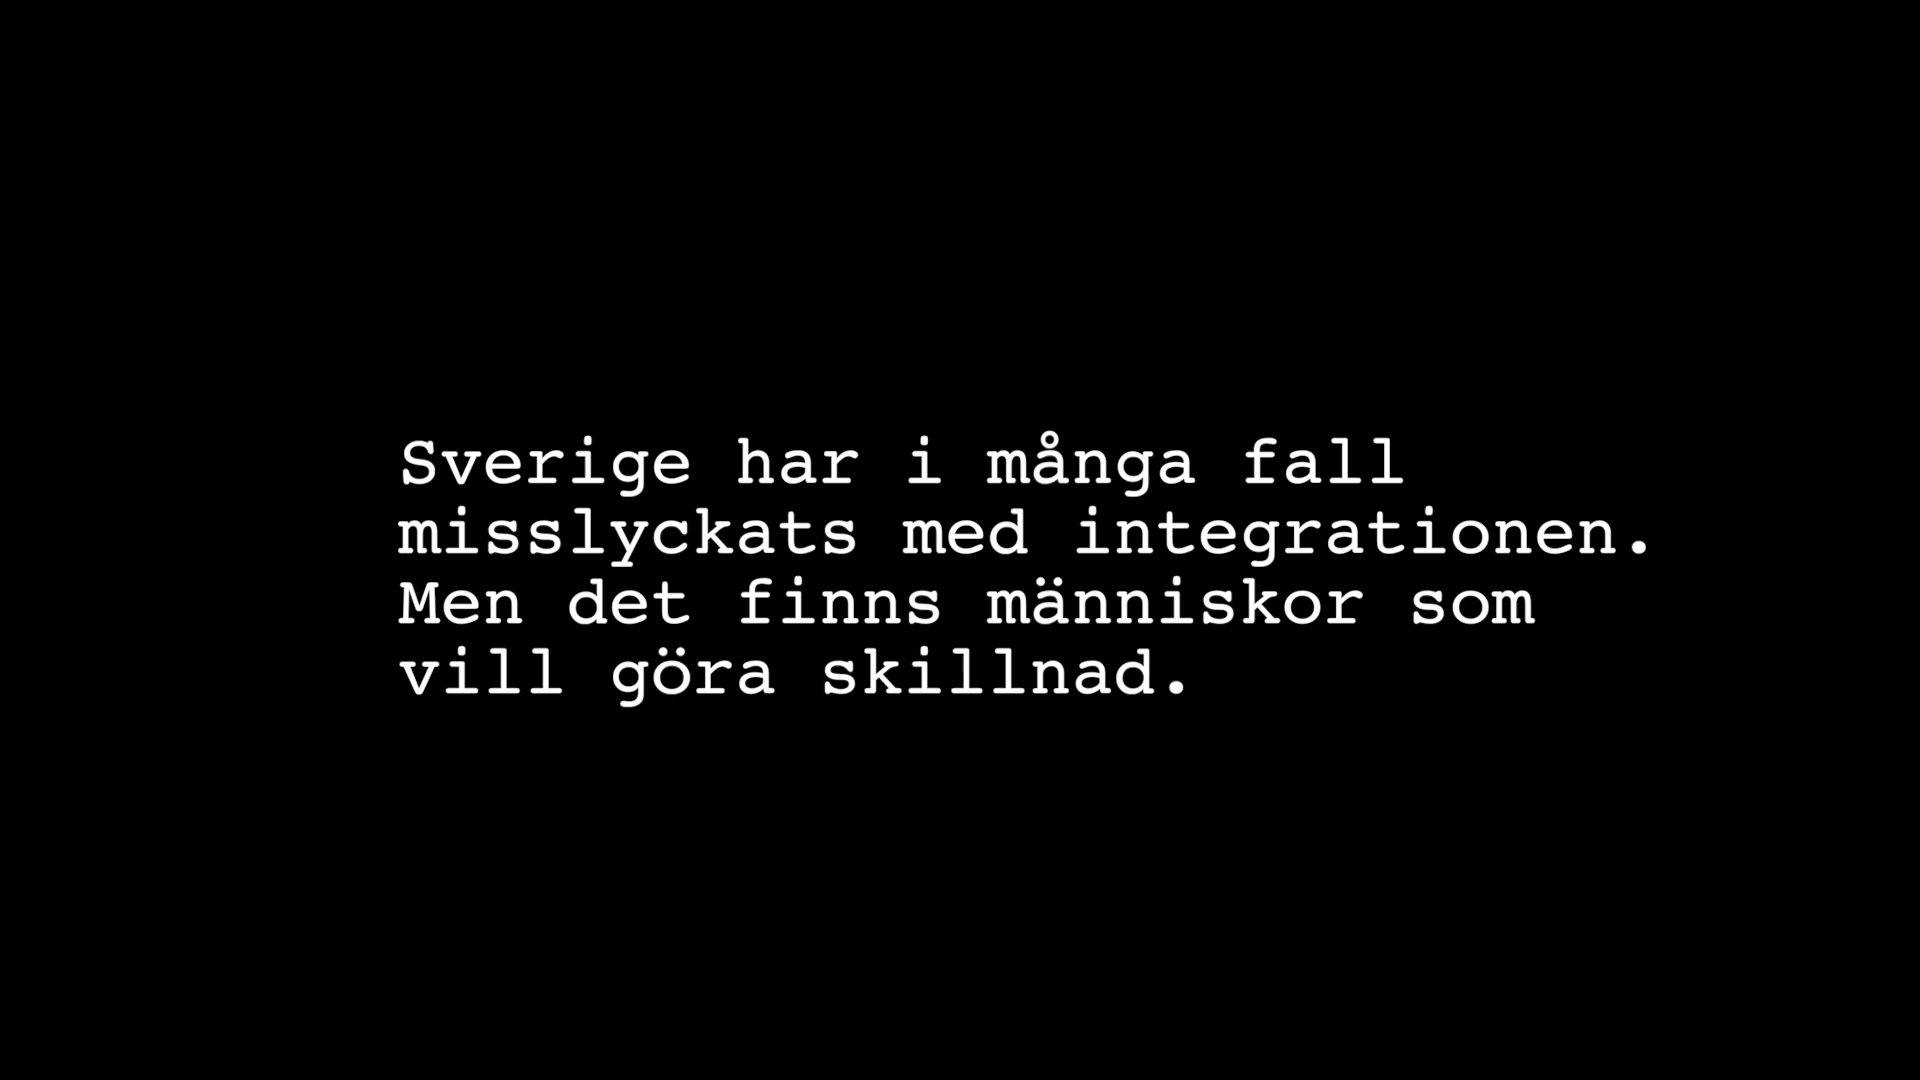 Sverige har i många fall
misslyckats med integrationen.
Men det finns människor som
vill göra skillnad.